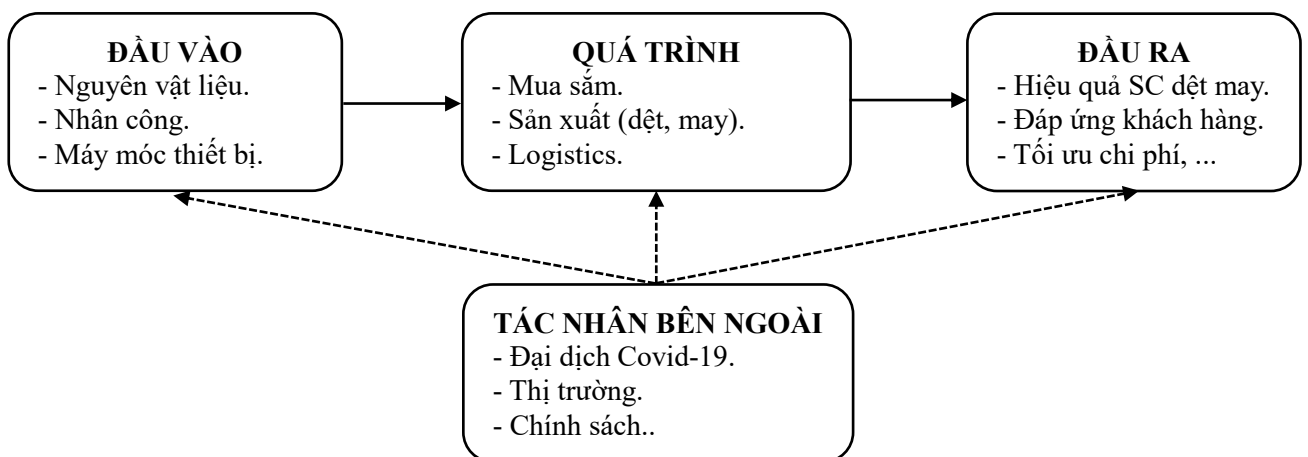 ĐẦU VÀO
- Nguyên vật liệu.
- Nhân công.
- Máy móc thiết bị.
QUÁ TRÌNH
- Mua sắm.
- Sản xuất (dệt, may).
- Logistics.
ĐẦU RA
- Hiệu quả SC dệt may.
- Đáp ứng khách hàng.
- Tối ưu chi phí, ...
TÁC NHÂN BÊN NGOÀI
- Đại dịch Covid-19.
- Thị trường.
- Chính sách..